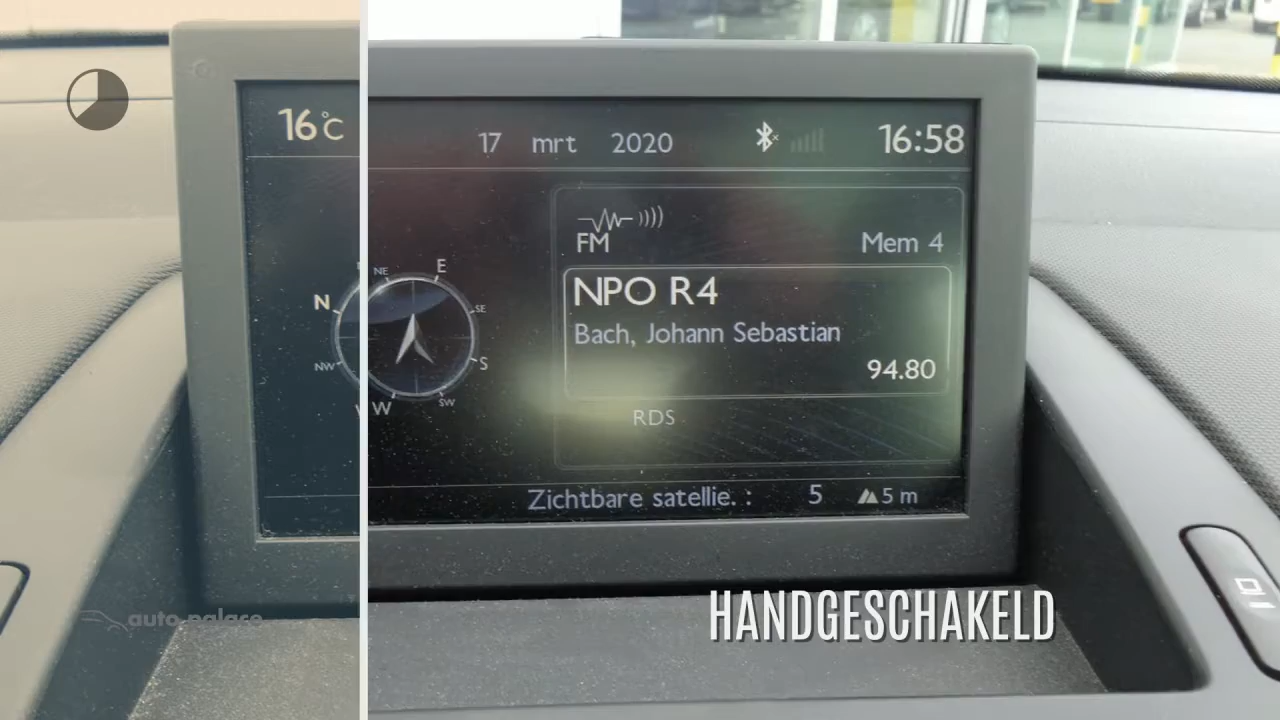 16°C
17 mrt 2020
16:58
FM
Mem 4
NPO R4
Bach, Johann Sebastian
94.80
RDS
NE
E
N
SE
NW
S
W
SW
Zichtbare satellie. : 5 5 m
HANDGESCHAKELD
auto palace